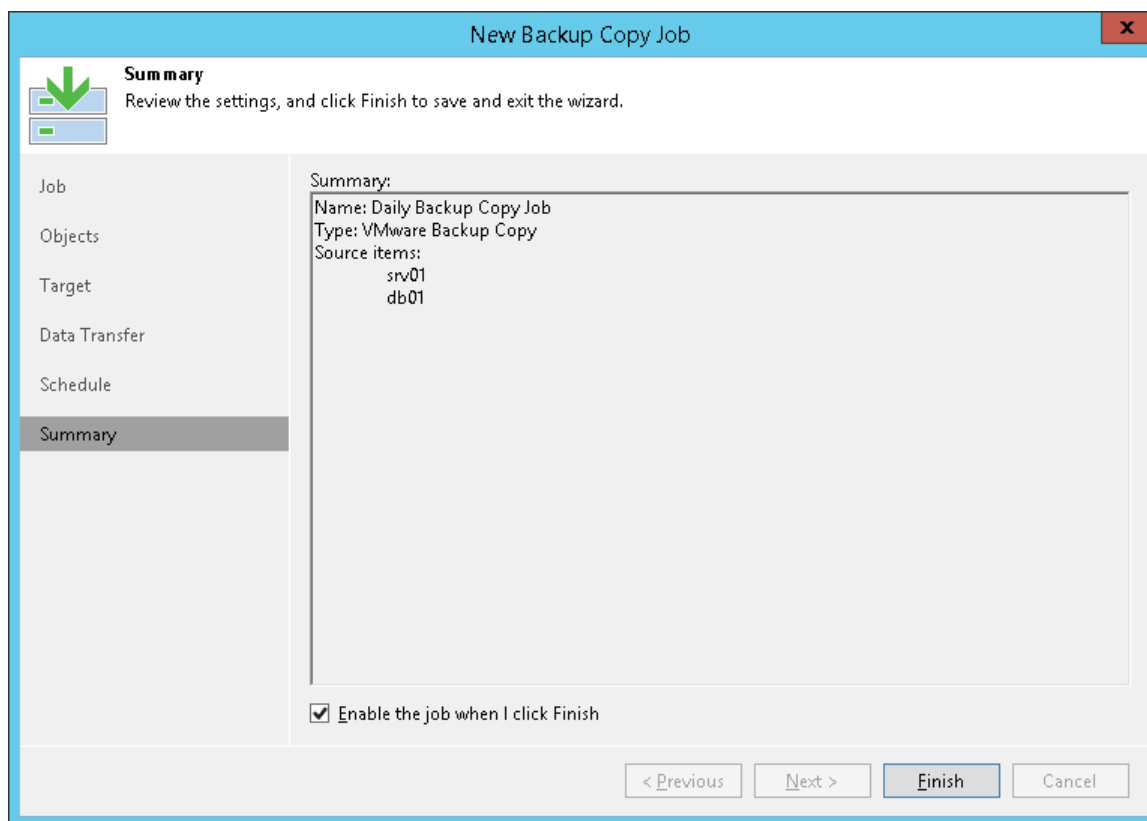 New Backup Copy Job
x
Summary
Review the settings, and click Finish to save and exit the wizard.
Job
Objects
Target
Data Transfer
Schedule
Summary
Summary:
Name: Daily Backup Copy Job
Type: VMware Backup Copy
Source items:
srv01
db01
Enable the job when I click Finish
< Previous
Next >
Finish
Cancel